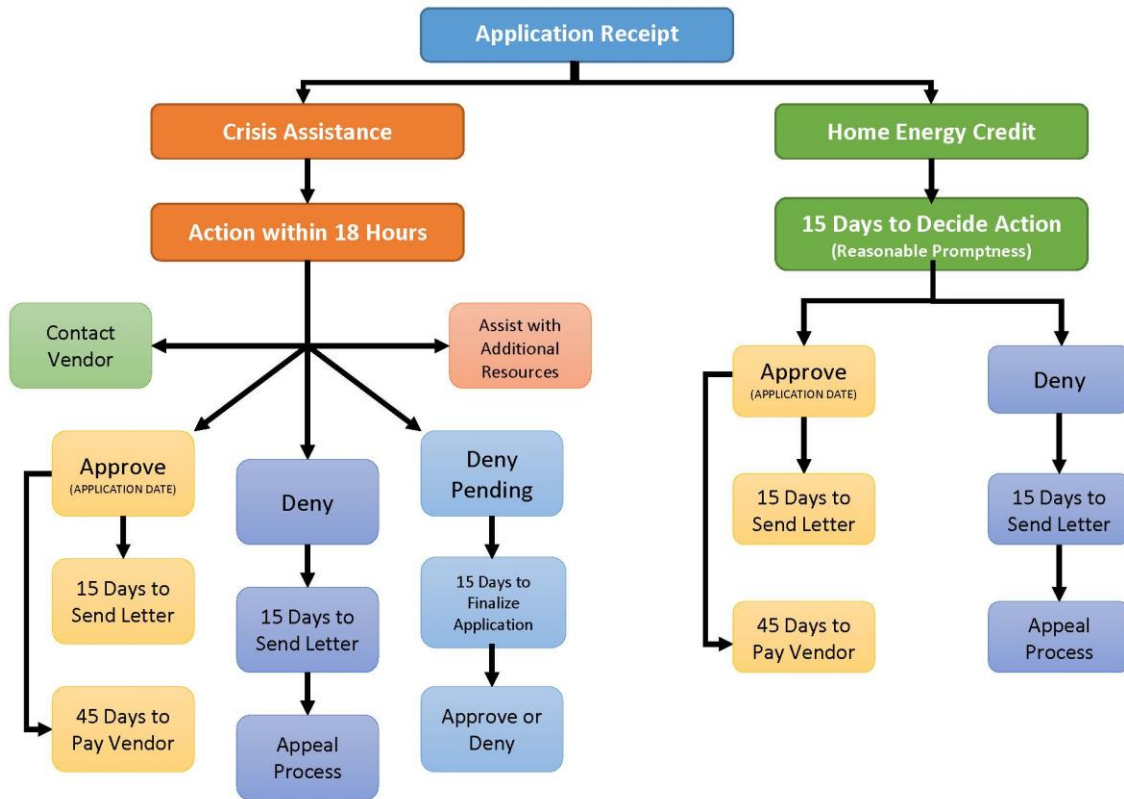 Application Receipt
Crisis Assistance
Action within 18 Hours
Contact
Vendor
Assist with
Additional
Resources
Approve
(APPLICATION DATE)
15 Days to
Send Letter
45 Days to
Pay Vendor
Deny
15 Days to
Send Letter
Appeal
Process
Deny
Pending
15 Days to
Finalize
Application
Approve or
Deny
Home Energy Credit
15 Days to Decide Action
(Reasonable Promptness)
Approve
(APPLICATION DATE)
15 Days to
Send Letter
45 Days to
Pay Vendor
Deny
15 Days to
Send Letter
Appeal
Process